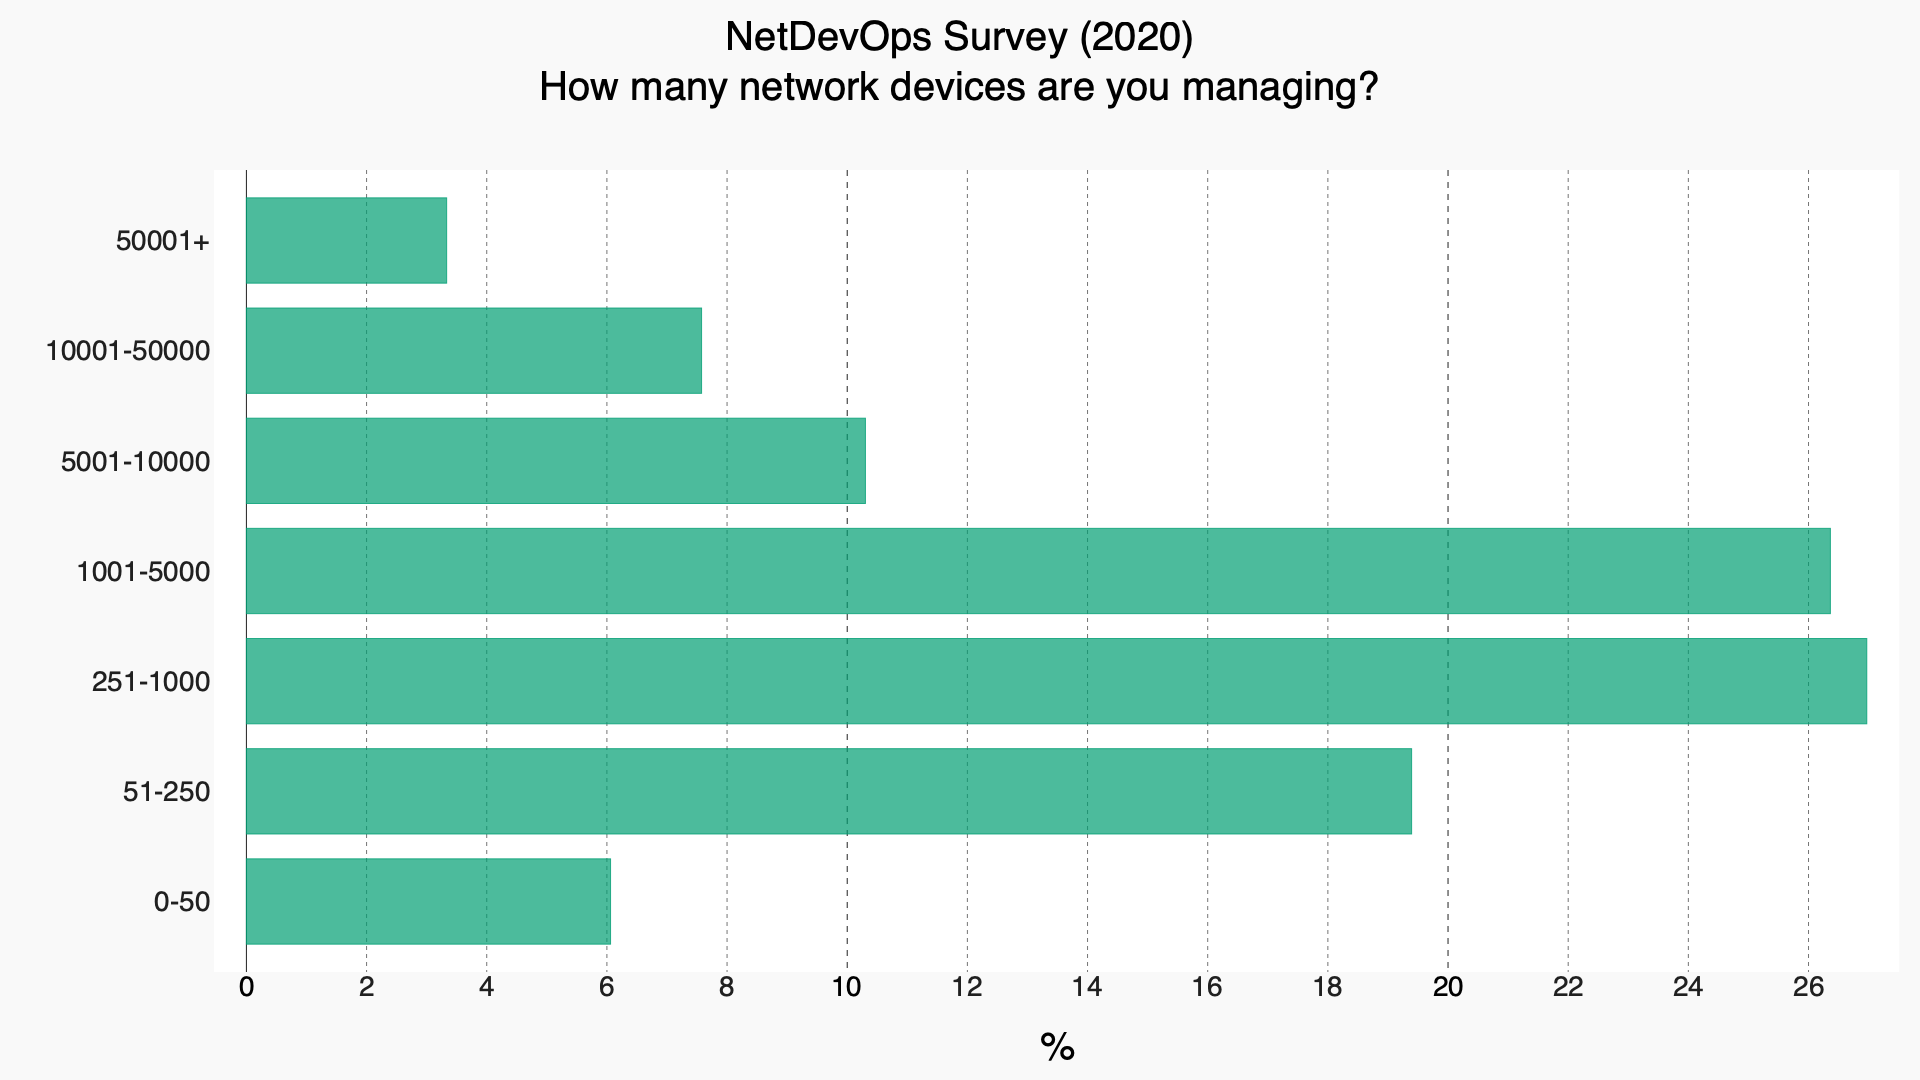 NetDevOps Survey (2020)
How many network devices are you managing?
50001+
10001-50000
5001-10000
1001-5000
251-1000
51-250
0-50
0 2 4 6 8 10 12 14 16 18 20 22 24 26
%